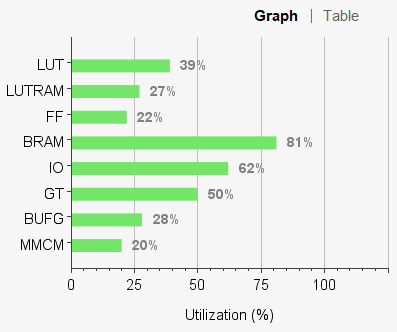 Graph | Table
LUT 39%
LUTRAM 27%
FF 22%
BRAM 81%
IO 62%
GT 50%
BUFG 28%
MMCM 20%
0 25 50 75 100
Utilization (%)